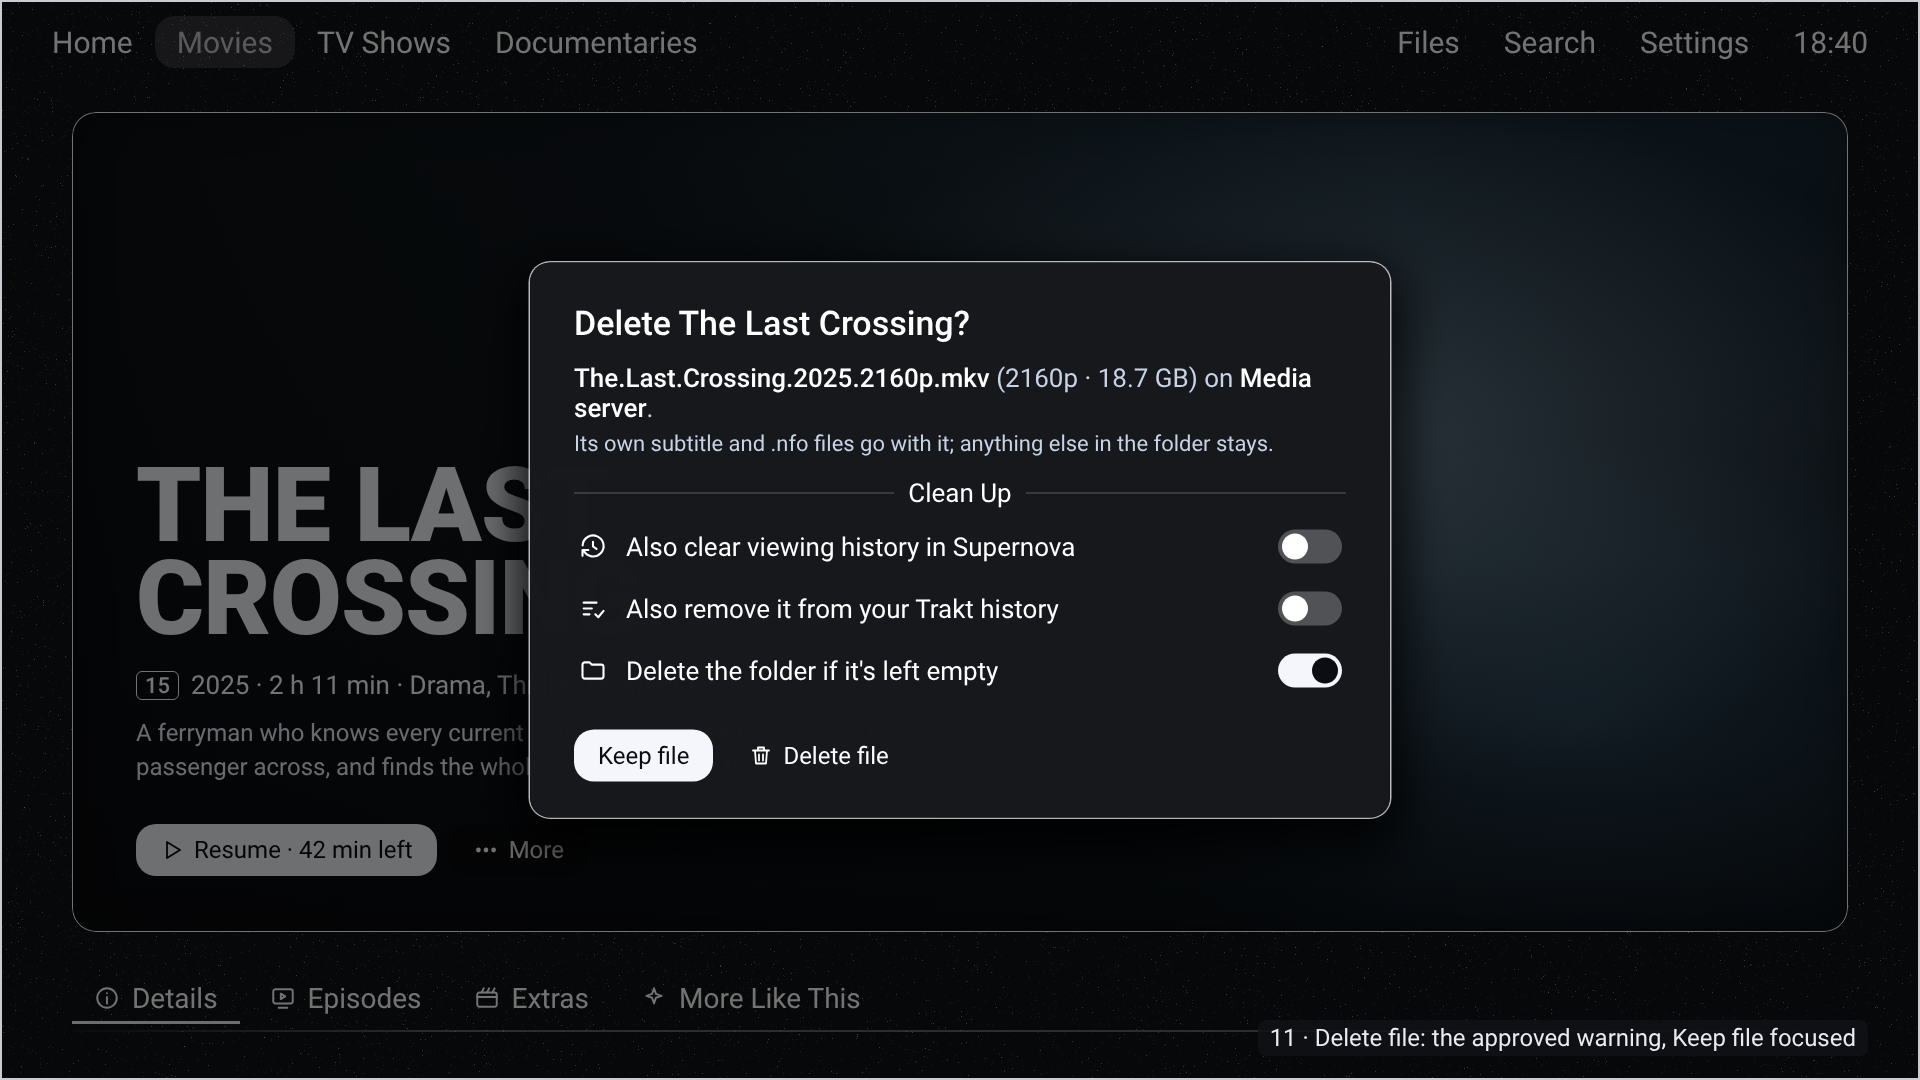 Home Movies TV Shows Documentaries Files Search Settings 18:40
Delete The Last Crossing?
The.Last.Crossing.2025.2160p.mkv (2160p · 18.7 GB) on Media
server.
Its own subtitle and .nfo files go with it; anything else in the folder stays.
Clean Up
Also clear viewing history in Supernova
Also remove it from your Trakt history
Delete the folder if it's left empty
Keep file Delete file
THE LAST
CROSSIN
15 2025 · 2 h 11 min · Drama, Th
A ferryman who knows every current
passenger across, and finds the whol
Resume · 42 min left More
Details Episodes Extras More Like This
11 · Delete file: the approved warning, Keep file focused